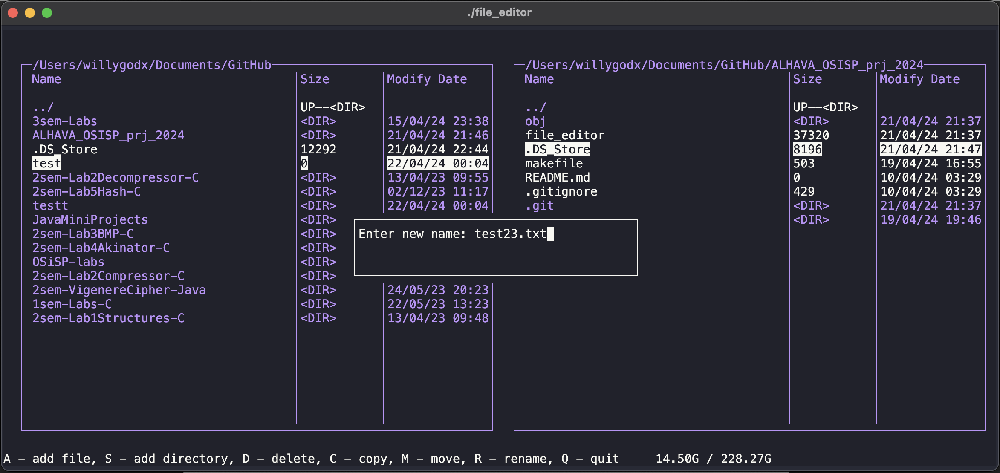 ./file_editor
/Users/willygodx/Documents/GitHub
Name Size Modify Date
../ UP--<DIR>
3sem-Labs <DIR> 15/04/24 23:38
ALHAVA_OSISP_prj_2024 <DIR> 21/04/24 21:46
.DS_Store 12292 21/04/24 22:44
test 0 22/04/24 00:04
2sem-Lab2Decompressor-C <DIR> 13/04/23 09:55
2sem-Lab5Hash-C <DIR> 02/12/23 11:17
testt <DIR> 22/04/24 00:04
JavaMiniProjects <DIR>
2sem-Lab3BMP-C <DIR>
2sem-Lab4Akinator-C <DIR>
OSiSP-labs <DIR>
2sem-Lab2Compressor-C <DIR>
2sem-VigenereCipher-Java <DIR> 24/05/23 20:23
1sem-Labs-C <DIR> 22/05/23 13:23
2sem-Lab1Structures-C <DIR> 13/04/23 09:48
/Users/willygodx/Documents/GitHub/ALHAVA_OSISP_prj_2024
Name Size Modify Date
../ UP--<DIR>
obj <DIR> 21/04/24 21:37
file_editor 37320 21/04/24 21:37
.DS_Store 8196 21/04/24 21:47
makefile 503 19/04/24 16:55
README.md 0 10/04/24 03:29
.gitignore 429 10/04/24 03:29
.git <DIR> 21/04/24 21:37
<DIR> 19/04/24 19:46
Enter new name: test23.txt
A - add file, S - add directory, D - delete, C - copy, M - move, R - rename, Q - quit 14.50G / 228.27G